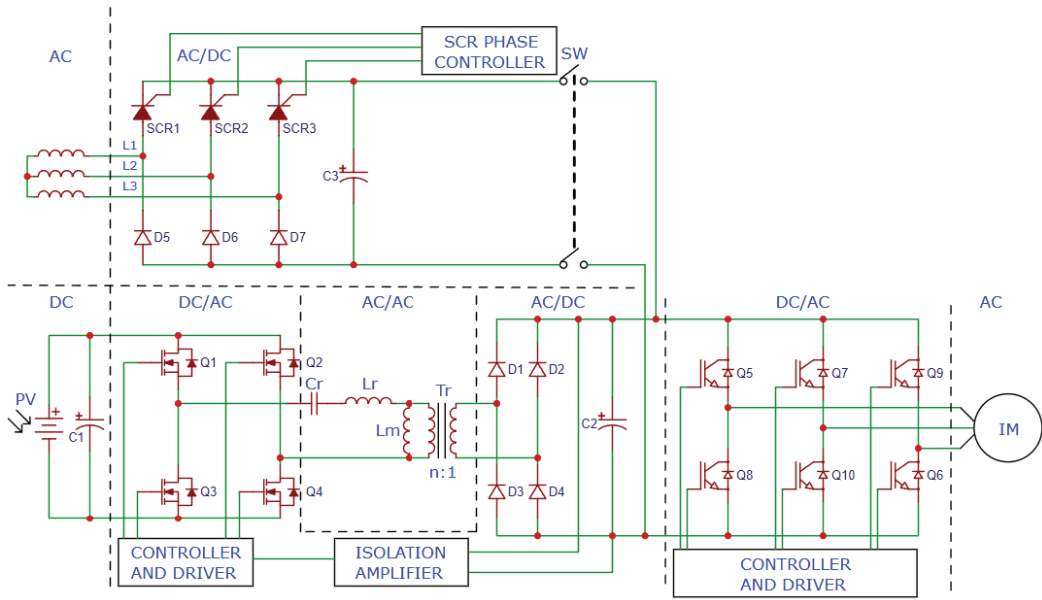 SCR PHASE
CONTROLLER
SW
AC
AC/DC
SCR1
SCR2
SCR3
L1
L2
L3
C3
D5
D6
D7
DC
DC/AC
AC/AC
AC/DC
DC/AC
AC
Q1
Q2
Cr
Lr
Tr
D1
D2
Q5
Q7
Q9
PV
C1
Lm
C2
IM
n:1
Q3
Q4
D3
D4
Q8
Q10
Q6
CONTROLLER
AND DRIVER
ISOLATION
AMPLIFIER
CONTROLLER
AND DRIVER